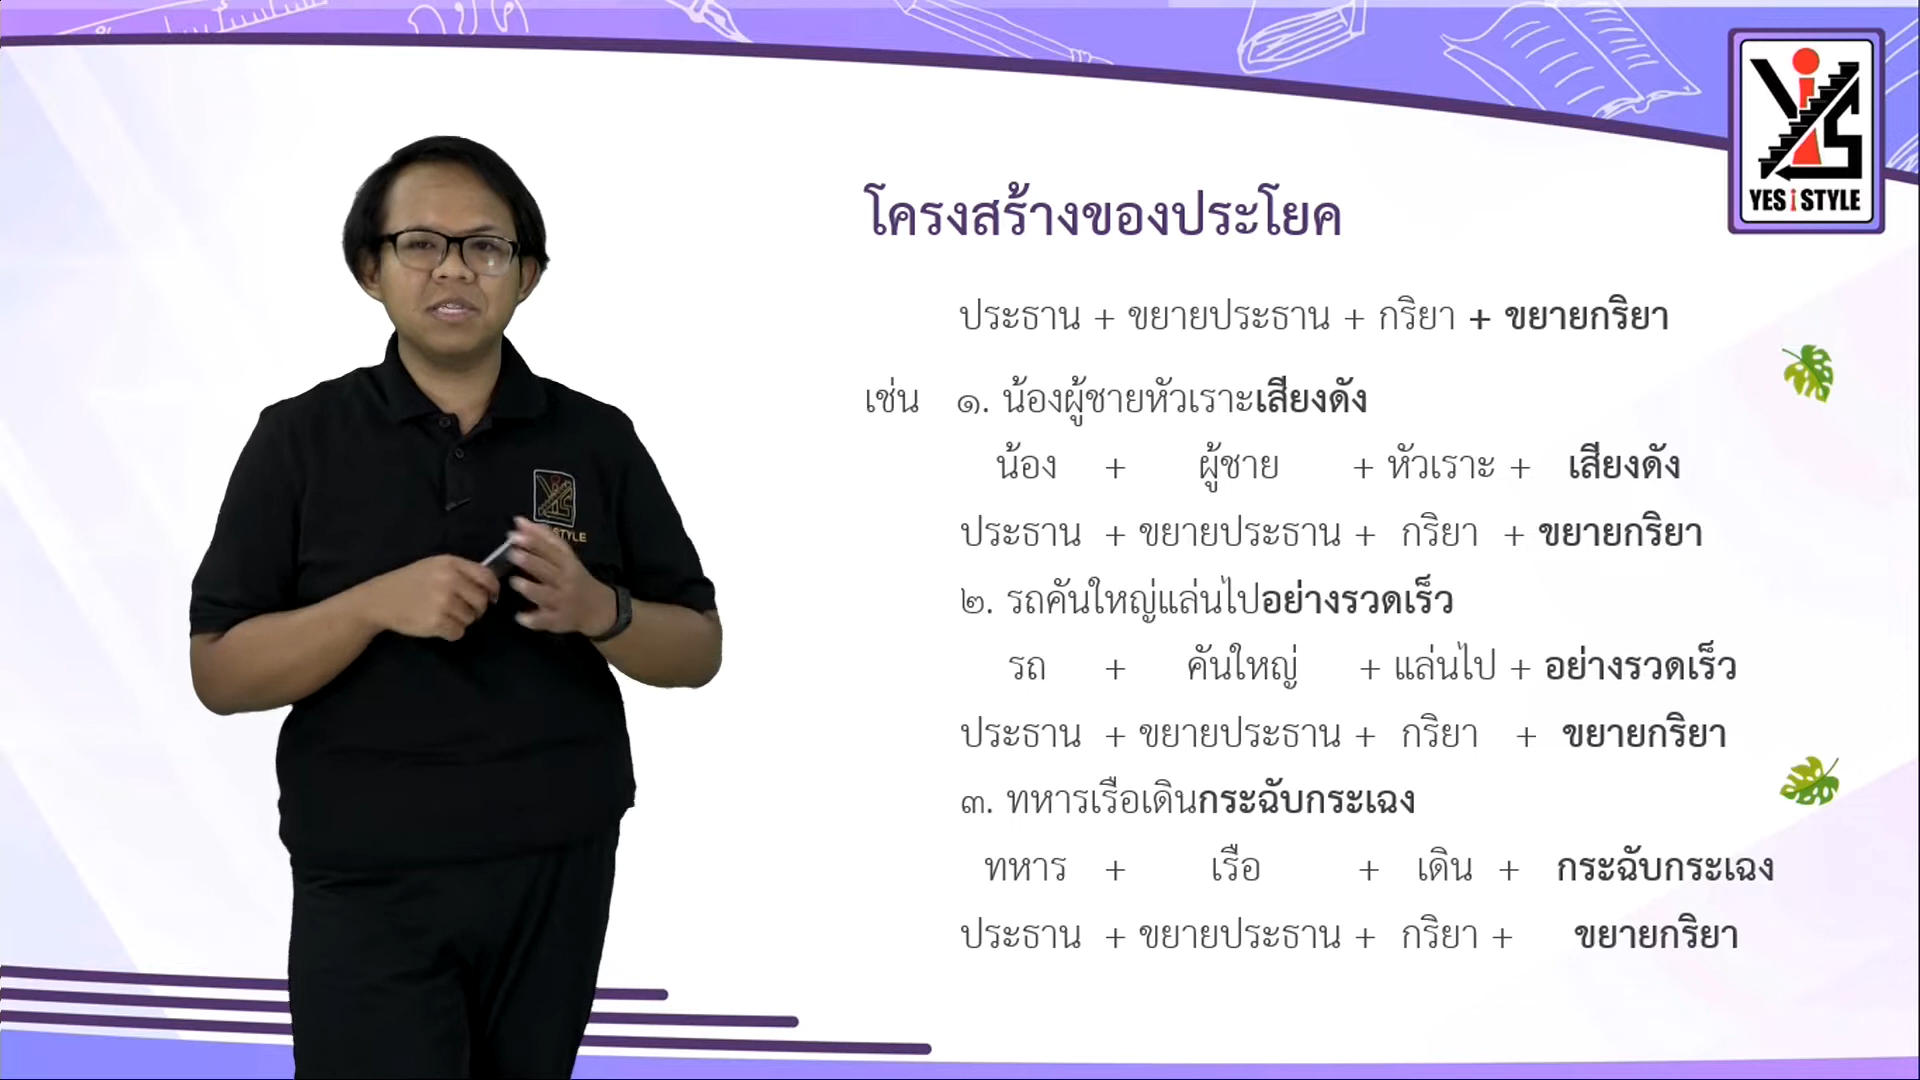 กขค
YES i STYLE
โครงสร้างของประโยค
ประธาน + ขยายประธาน + กริยา + ขยายกริยา
เช่น ๑. น้องผู้ชายหัวเราะเสียงดัง
น้อง + ผู้ชาย + หัวเราะ + เสียงดัง
ประธาน + ขยายประธาน + กริยา + ขยายกริยา
๒. รถคันใหญ่แล่นไปอย่างรวดเร็ว
รถ + คันใหญ่ + แล่นไป + อย่างรวดเร็ว
ประธาน + ขยายประธาน + กริยา + ขยายกริยา
๓. ทหารเรือเดินกระฉับกระเฉง
ทหาร + เรือ + เดิน + กระฉับกระเฉง
ประธาน + ขยายประธาน + กริยา + ขยายกริยา